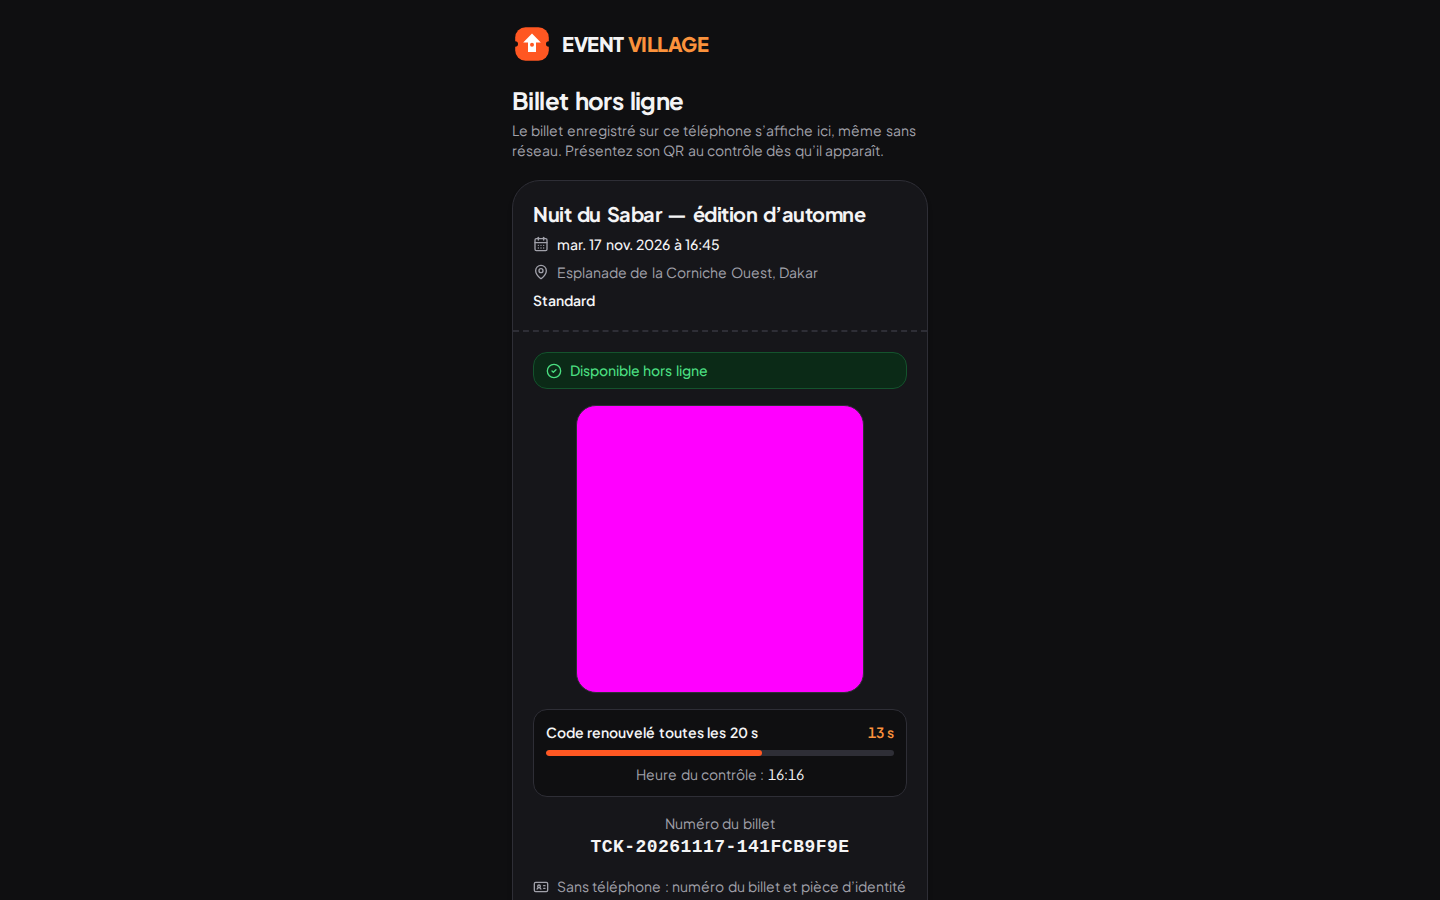 EVENT VILLAGE
Billet hors ligne
Le billet enregistré sur ce téléphone s’affiche ici, même sans
réseau. Présentez son QR au contrôle dès qu’il apparaît.
Nuit du Sabar — édition d’automne
mar. 17 nov. 2026 à 16:45
Esplanade de la Corniche Ouest, Dakar
Standard
Disponible hors ligne
Code renouvelé toutes les 20 s
13 s
Heure du contrôle : 16:16
Numéro du billet
TCK-20261117-141FCB9F9E
Sans téléphone : numéro du billet et pièce d’identité